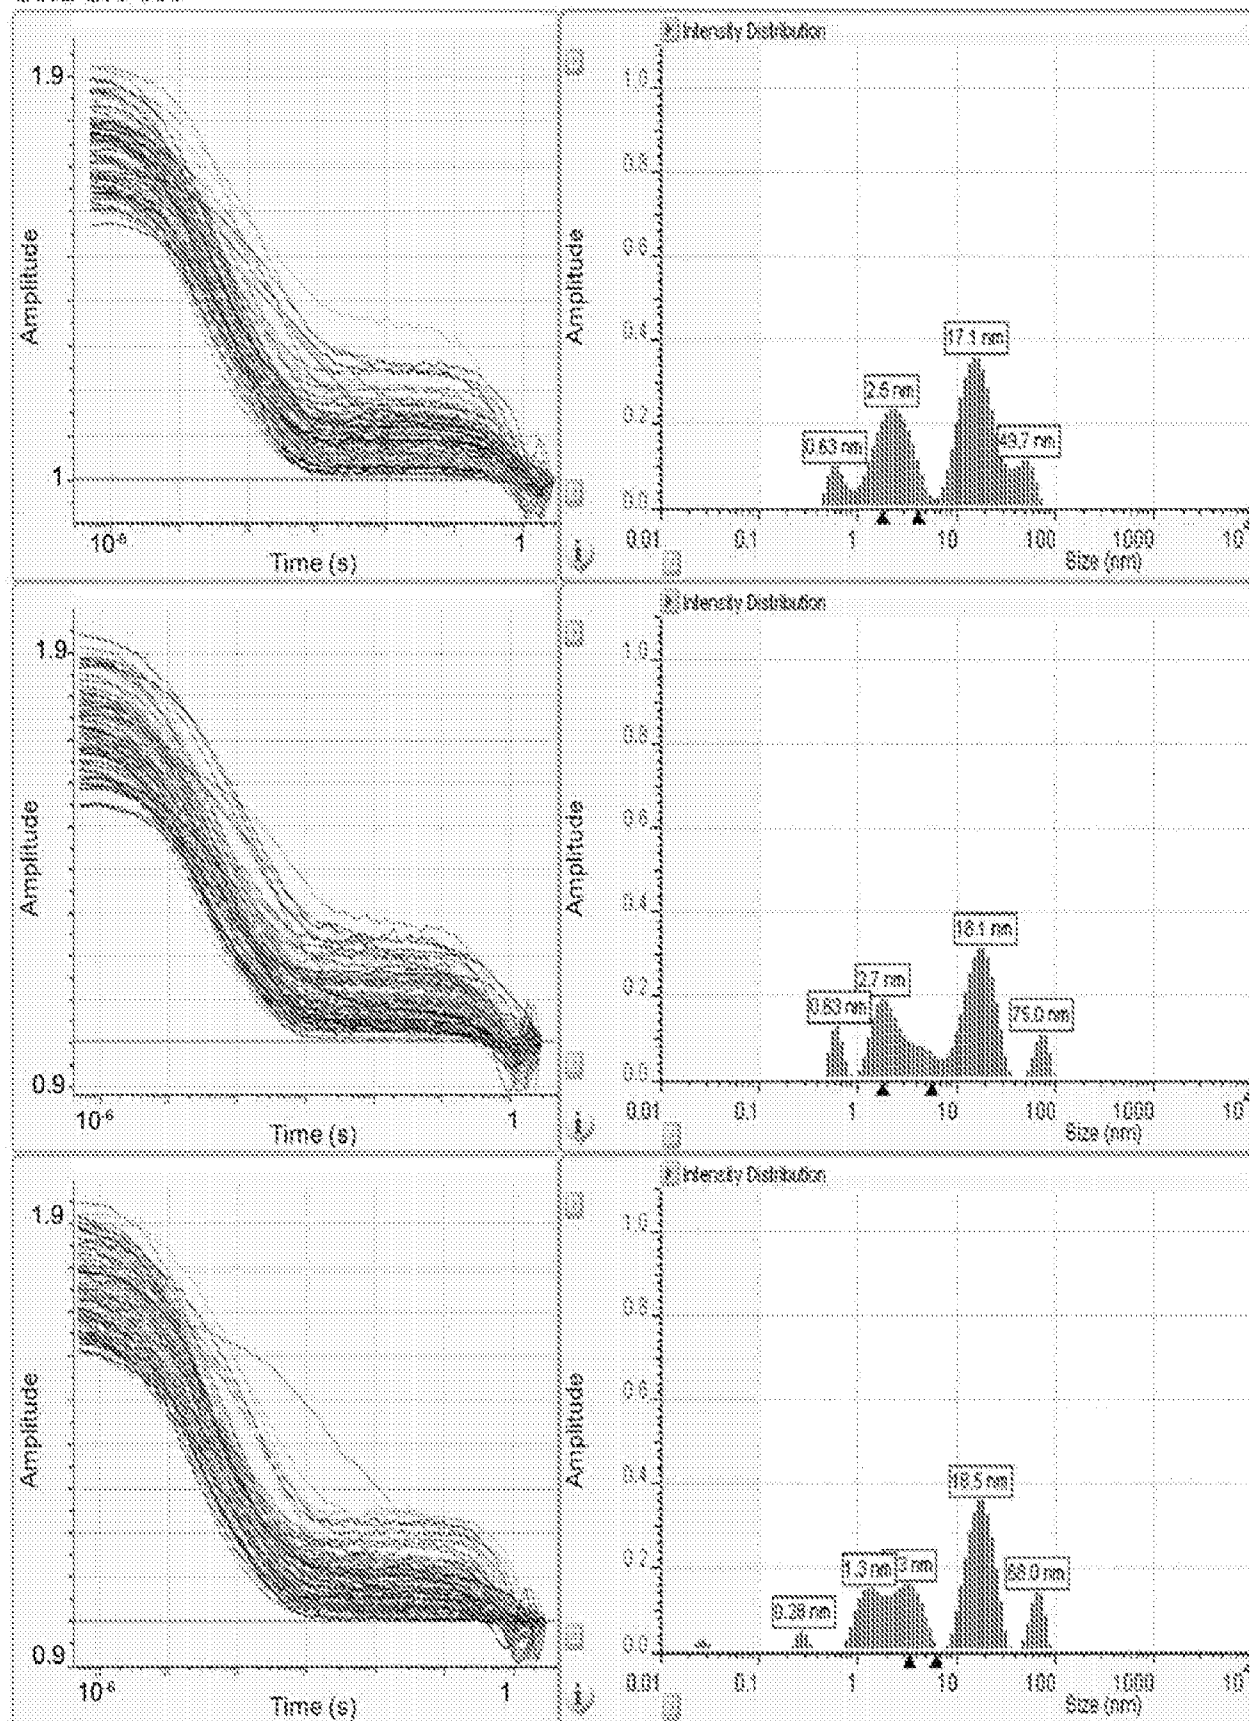 Intensity Distribution
1.9
1
Amplitude
10⁻⁶
1
Time (s)
1.0
0.8
0.6
0.4
0.2
0.0
Amplitude
0.63 nm
2.5 nm
17.1 nm
49.7 nm
0.01 0.1 1 10 100 1000
Size (nm)
Intensity Distribution
1.9
0.9
Amplitude
10⁻⁶
1
Time (s)
1.0
0.8
0.6
0.4
0.2
0.0
Amplitude
0.63 nm
2.7 nm
18.1 nm
79.0 nm
0.01 0.1 1 10 100 1000
Size (nm)
Intensity Distribution
1.9
0.9
Amplitude
10⁻⁶
1
Time (s)
1.0
0.8
0.6
0.4
0.2
0.0
Amplitude
0.28 nm
1.3 nm
3 nm
18.5 nm
68.0 nm
0.01 0.1 1 10 100 1000
Size (nm)